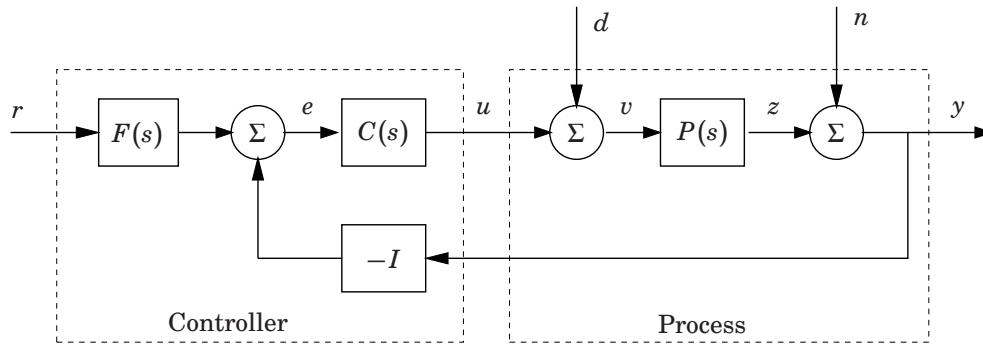 d
n
r
F(s)
Σ
e
C(s)
u
Σ
v
P(s)
z
Σ
y
−I
Controller
Process